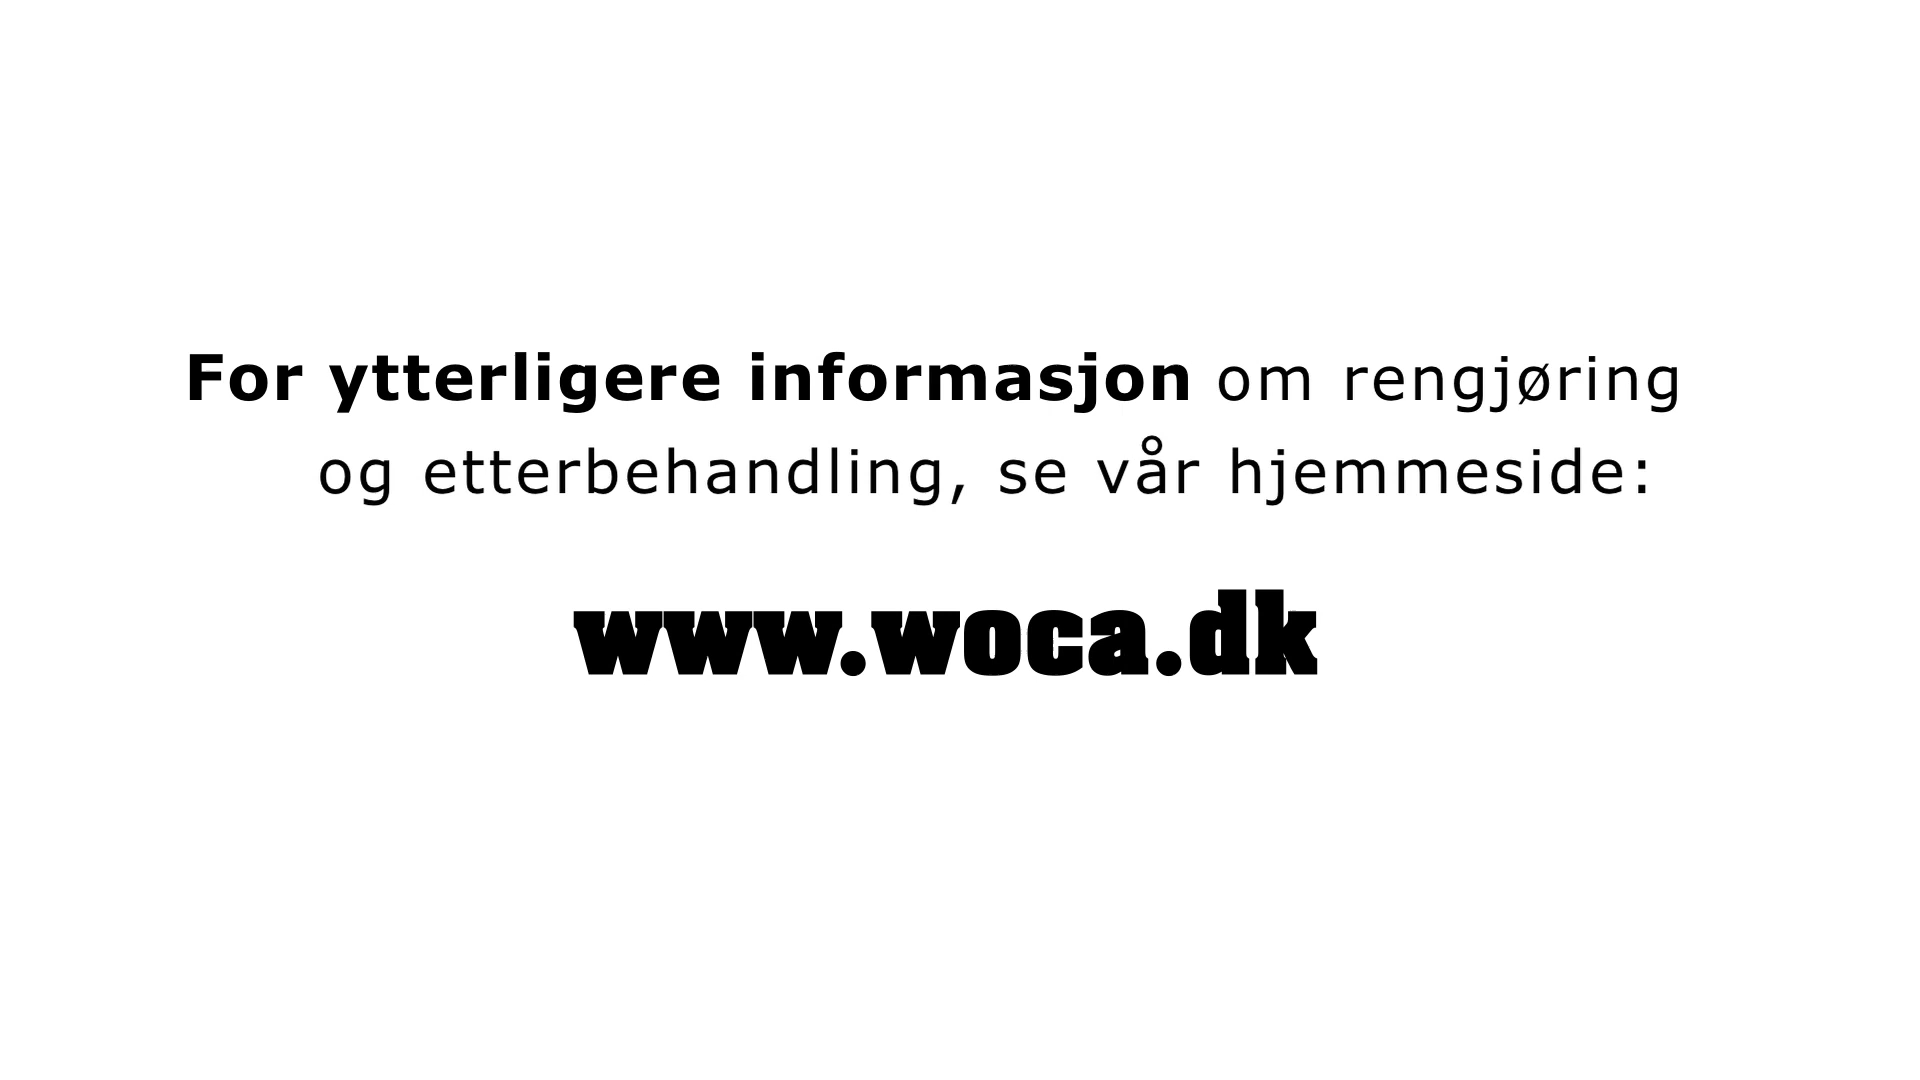 For ytterligere informasjon om rengjøring
og etterbehandling, se vår hjemmeside:
www.woca.dk